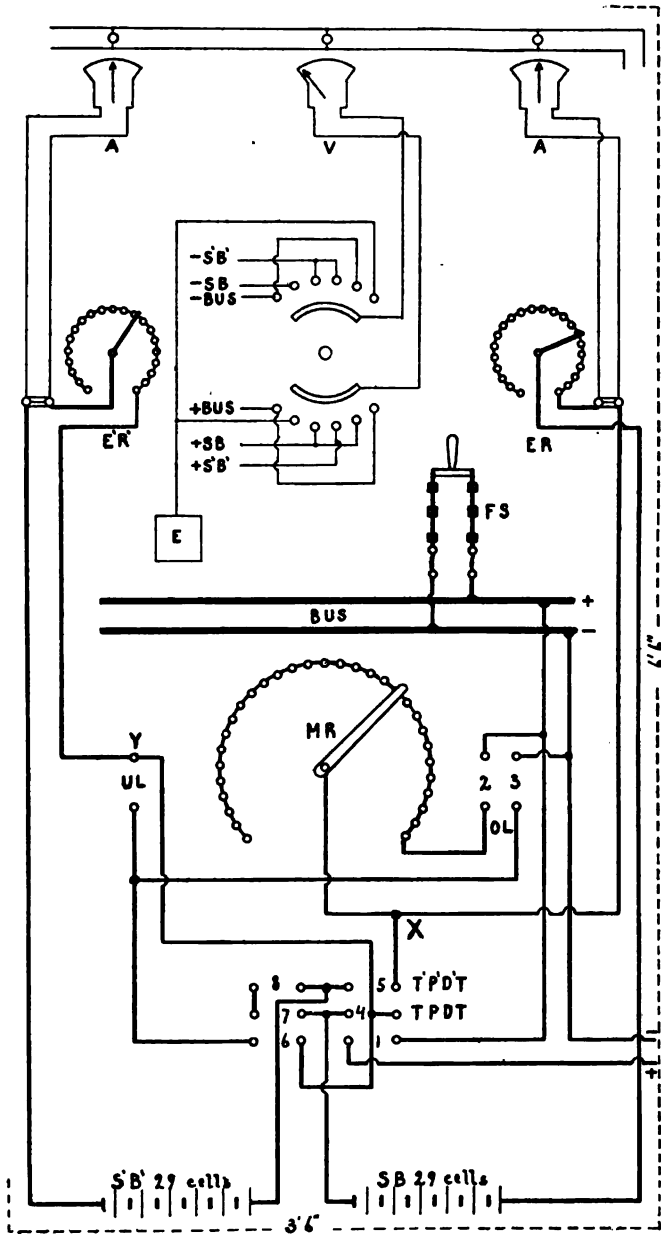 A V A
-S'B'
-SB
-BUS
+BUS
+SB
+S'B'
E'R'
ER
E
FS
+
BUS
-
6'6"
MR
Y
UL
2 3
OL
X
8 5 T'P'D'T
7 4 TPDT
6 1
-
+
S'B' 29 cells
SB 29 cells
3'6"